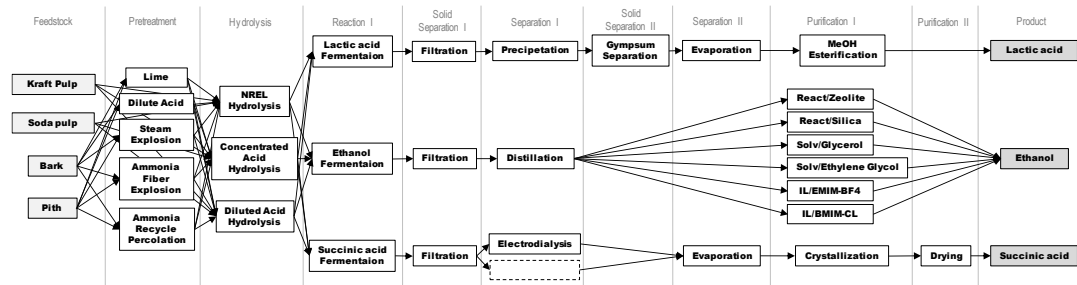 Feedstock
Pretreatment
Hydrolysis
Reaction I
Solid
Separation I
Separation I
Solid
Separation II
Separation II
Purification I
Purification II
Product
Kraft Pulp
Soda pulp
Bark
Pith
Lime
Dilute Acid
Steam
Explosion
Ammonia
Fiber
Explosion
Ammonia
Recycle
Percolation
NREL
Hydrolysis
Concentrated
Acid
Hydrolysis
Diluted Acid
Hydrolysis
Lactic acid
Fermentaion
Filtration
Precipetation
Gympsum
Separation
Evaporation
MeOH
Esterification
Lactic acid
Ethanol
Fermentaion
Filtration
Distillation
React/Zeolite
React/Silica
Solv/Glycerol
Solv/Ethylene Glycol
IL/EMIM-BF4
IL/BMIM-CL
Ethanol
Succinic acid
Fermentaion
Filtration
Electrodialysis
Evaporation
Crystallization
Drying
Succinic acid